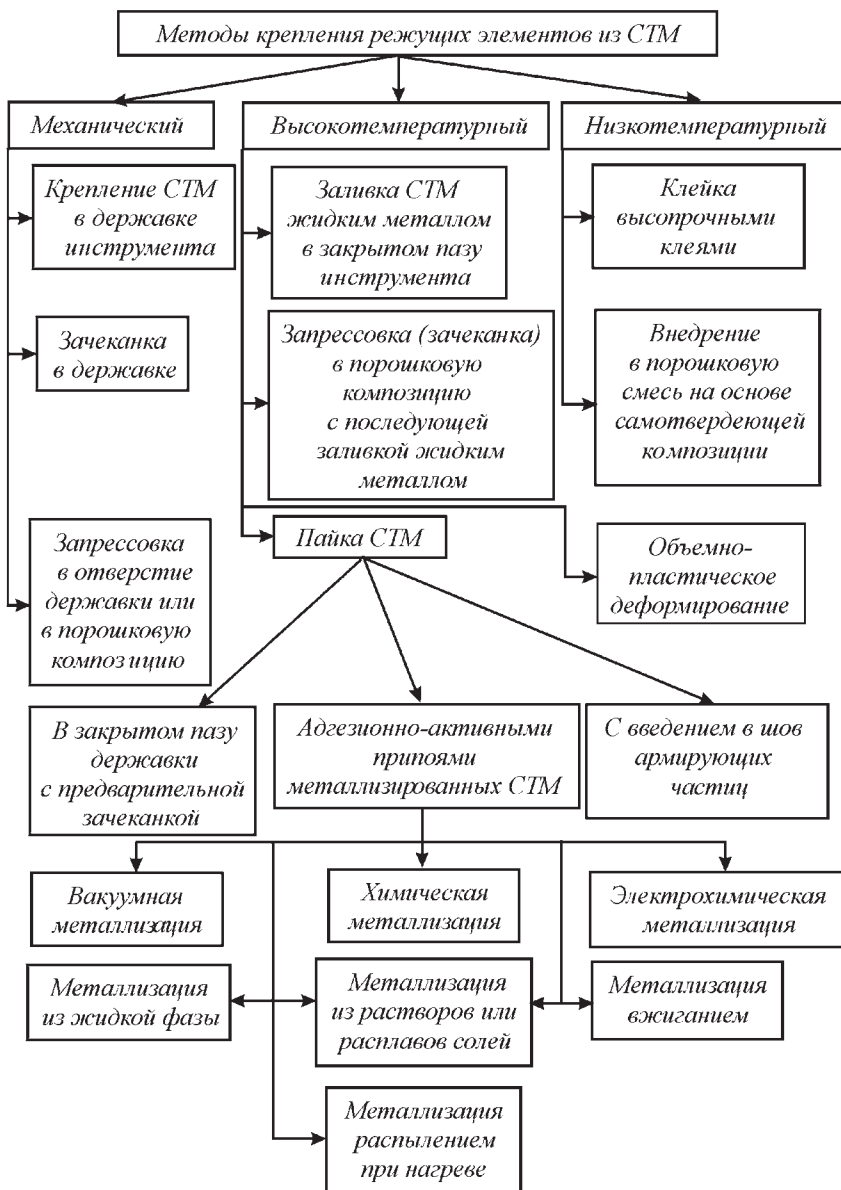 Методы крепления режущих элементов из СТМ
Механический
Высокотемпературный
Низкотемпературный
Крепление СТМ
в державке
инструмента
Заливка СТМ
жидким металлом
в закрытом пазу
инструмента
Клейка
высопрочными
клеями
Зачеканка
в державке
Запрессовка (зачеканка)
в порошковую
композицию
с последующей
заливкой жидким
металлом
Внедрение
в порошковую
смесь на основе
самотвердеющей
композиции
Запрессовка
в отверстие
державки или
в порошковую
композицию
Пайка СТМ
Объемно-
пластическое
деформирование
В закрытом пазу
державки
с предварительной
зачеканкой
Адгезионно-активными
припоями
металлизированных СТМ
С введением в шов
армирующих
частиц
Вакуумная
металлизация
Химическая
металлизация
Электрохимическая
металлизация
Металлизация
из жидкой фазы
Металлизация
из растворов или
расплавов солей
Металлизация
вжиганием
Металлизация
распылением
при нагреве